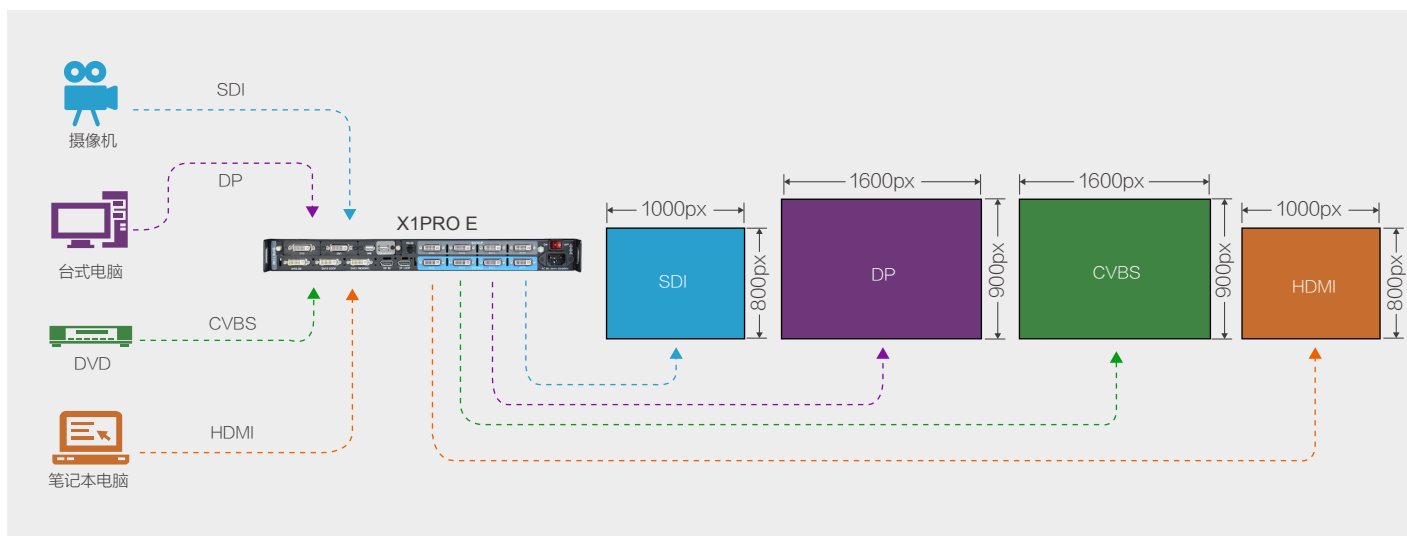 SDI
摄像机
DP
台式电脑
CVBS
DVD
HDMI
笔记本电脑
X1PRO E
1000px
800px
SDI
1600px
900px
DP
1600px
900px
CVBS
1000px
800px
HDMI